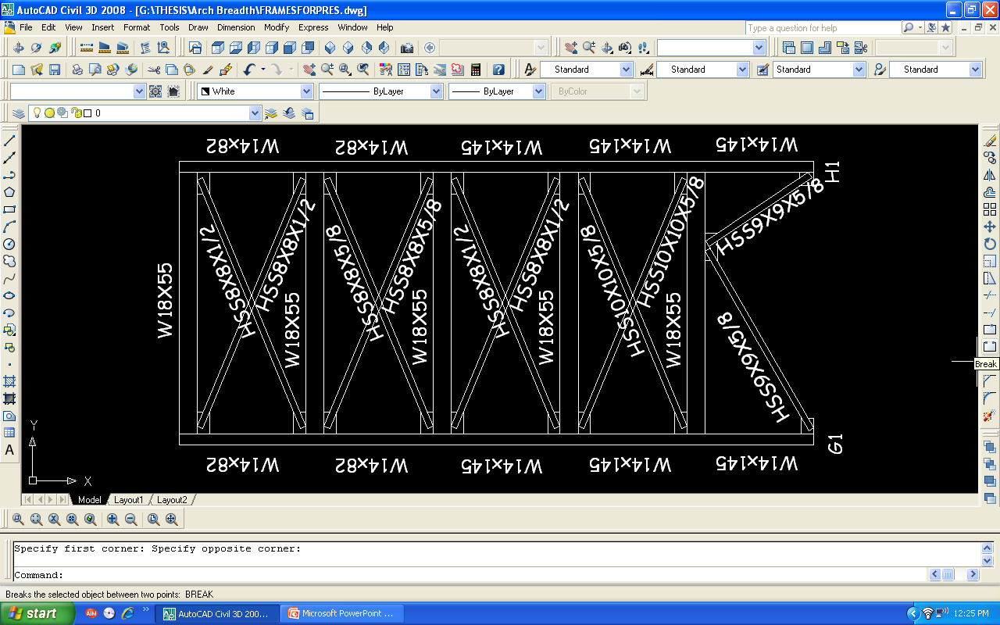 AutoCAD Civil 3D 2008 - [G:\THESIS\Arch Breadth\FRAMESFORPRES.dwg]
File Edit View Insert Format Tools Draw Dimension Modify Express Window Help
Type a question for help
Standard Standard Standard Standard
White ByLayer ByLayer ByColor
0
W14x82 W14x82 W14x145 W14x145 W14x145
H1
HSS8X8X1/2 HSS8X8X1/2 HSS8X8X5/8 HSS8X8X5/8 HSS8X8X1/2 HSS8X8X1/2 HSS10X10X5/8 HSS10X10X5/8 HSS9X9X5/8
W18X55 W18X55 W18X55 W18X55 W18X55
HSS9X9X5/8
Break
G1
W14x82 W14x82 W14x145 W14x145 W14x145
Y
X
A
Model Layout1 Layout2
Specify first corner: Specify opposite corner:
Command:
Breaks the selected object between two points: BREAK
start AIM AutoCAD Civil 3D 200... Microsoft PowerPoint ... 12:25 PM